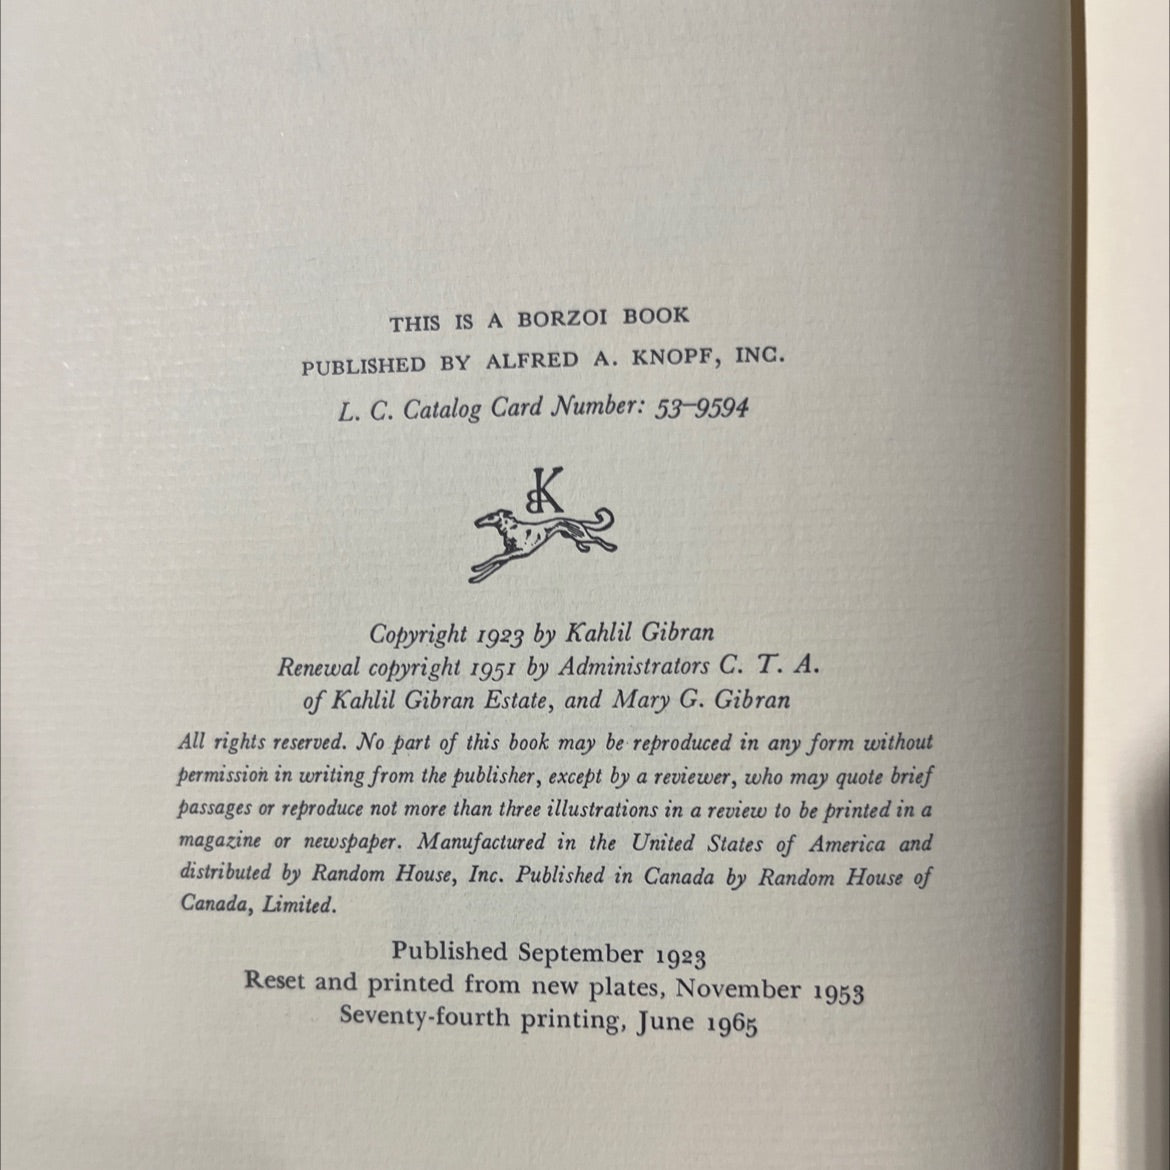 THIS IS A BORZOI BOOK
PUBLISHED BY ALFRED A. KNOPF, INC.
L. C. Catalog Card Number: 53–9594
BK
Copyright 1923 by Kahlil Gibran
Renewal copyright 1951 by Administrators C. T. A.
of Kahlil Gibran Estate, and Mary G. Gibran
All rights reserved. No part of this book may be reproduced in any form without
permission in writing from the publisher, except by a reviewer, who may quote brief
passages or reproduce not more than three illustrations in a review to be printed in a
magazine or newspaper. Manufactured in the United States of America and
distributed by Random House, Inc. Published in Canada by Random House of
Canada, Limited.
Published September 1923
Reset and printed from new plates, November 1953
Seventy-fourth printing, June 1965